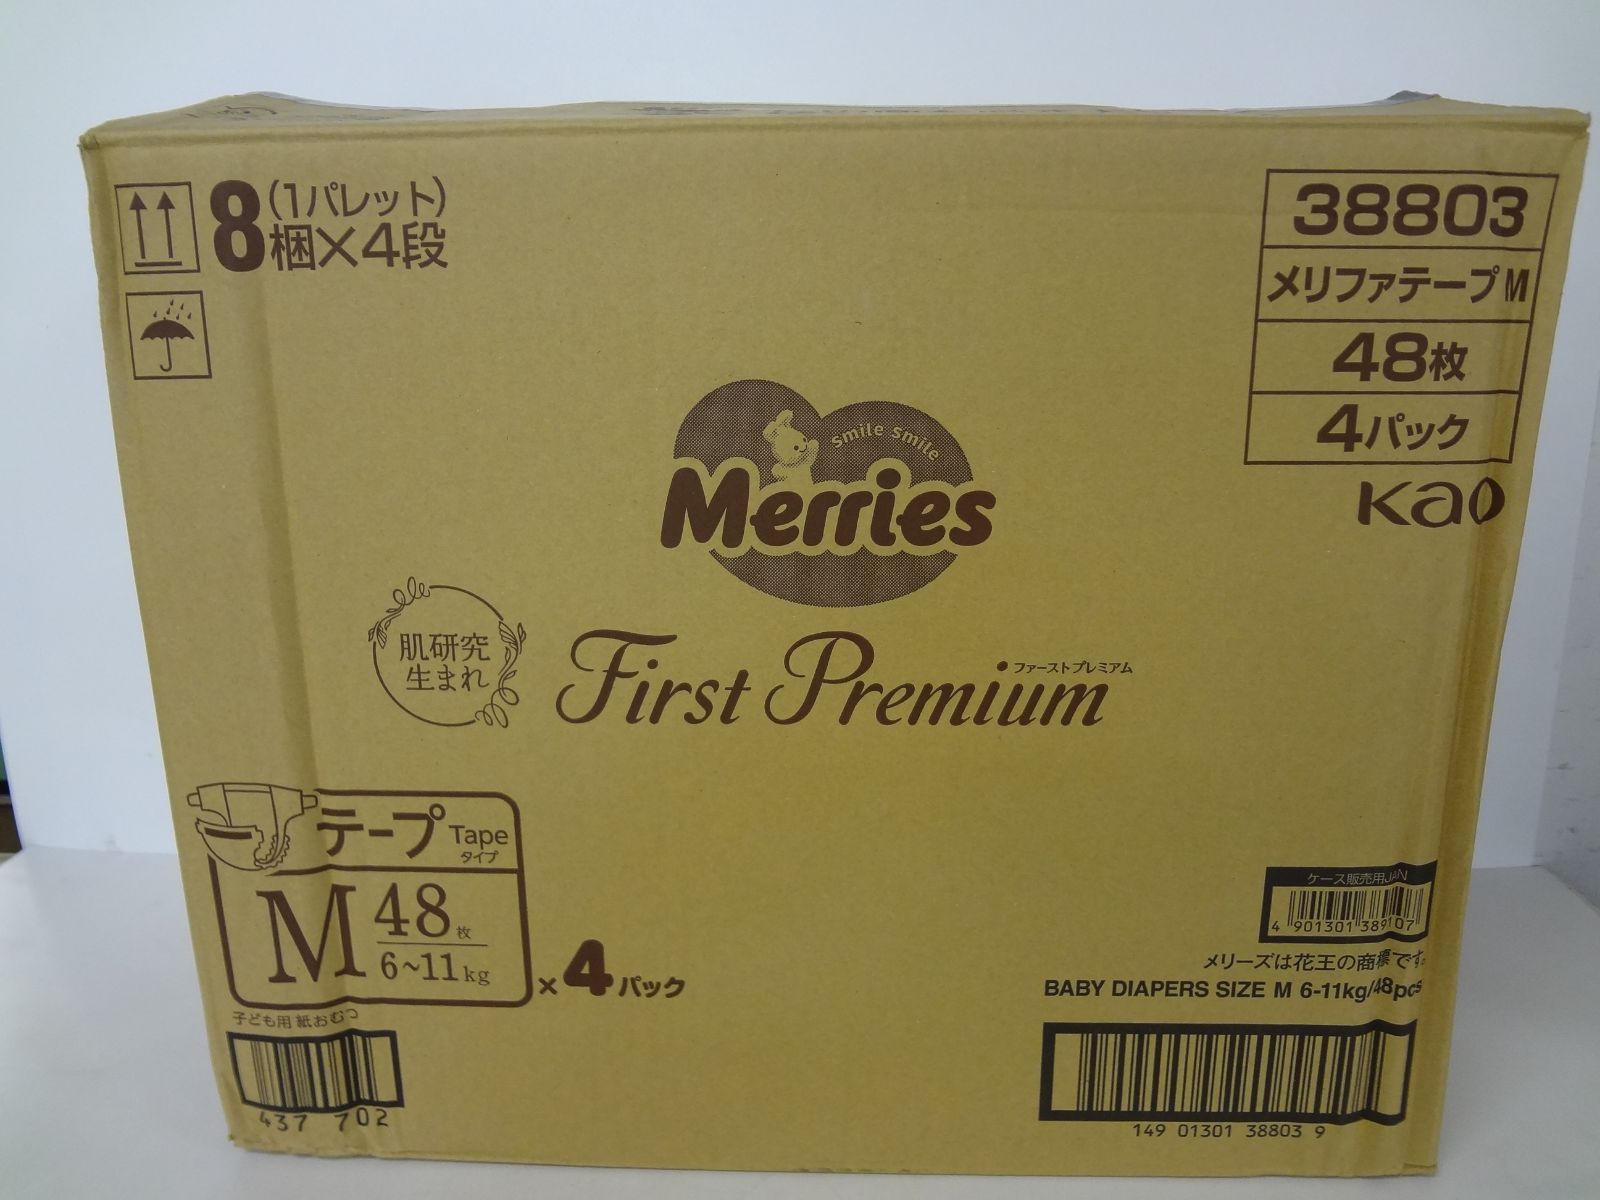 8(1パレット)
梱×4段
38803
メリファテープM
48枚
4パック
Kao
smile smile
Merries
肌研究
生まれ
First Premium
ファーストプレミアム
テープ Tape
タイプ
M 48枚
6~11kg
×4パック
子ども用 紙おむつ
437 702
ケース販売用JAN
4 901301 389107
メリーズは花王の商標です。
BABY DIAPERS SIZE M 6-11kg/48pcs
149 01301 38803 9